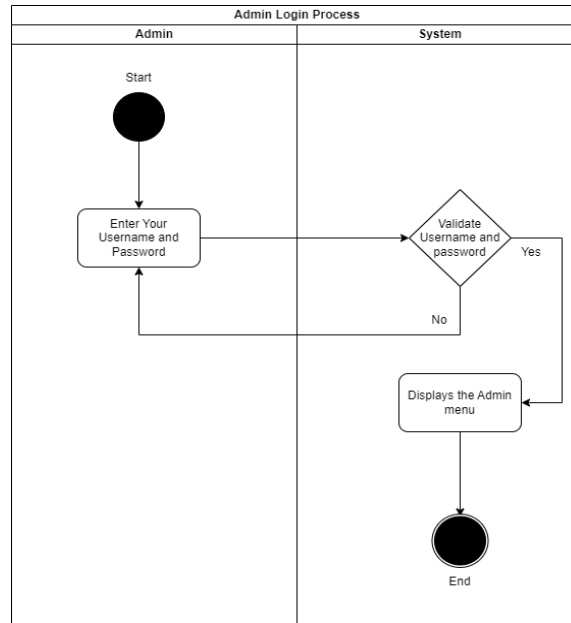 Admin Login Process
Admin
System
Start
Enter Your
Username and
Password
Validate
Username and
password
Yes
No
Displays the Admin
menu
End